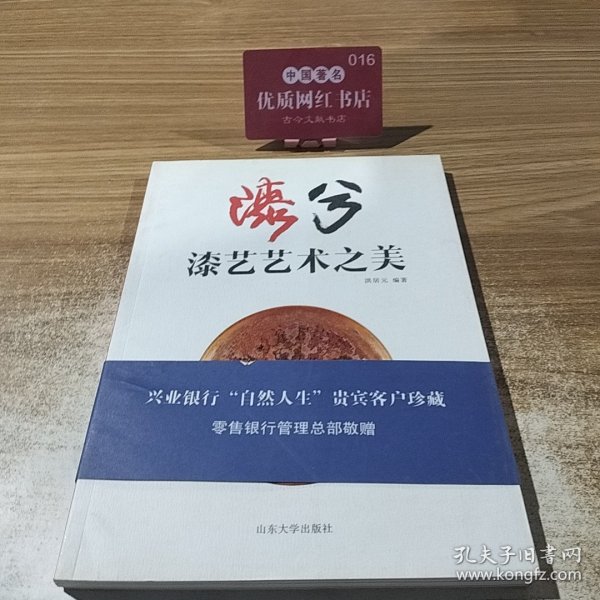 016
中国著名
优质网红书店
古今文献书店
漆兮
漆艺艺术之美
洪居元 编著
兴业银行“自然人生”贵宾客户珍藏
零售银行管理总部敬赠
山东大学出版社
孔夫子旧书网
www.kongfz.com